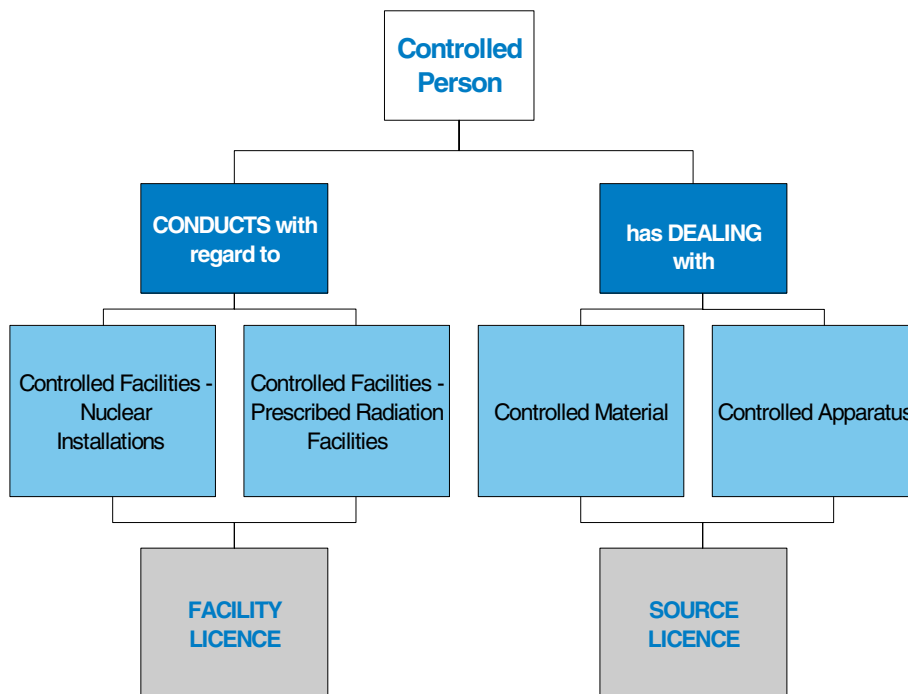 Controlled
Person
CONDUCTS with
regard to
has DEALING
with
Controlled Facilities -
Nuclear
Installations
Controlled Facilities -
Prescribed Radiation
Facilities
Controlled Material
Controlled Apparatus
FACILITY
LICENCE
SOURCE
LICENCE